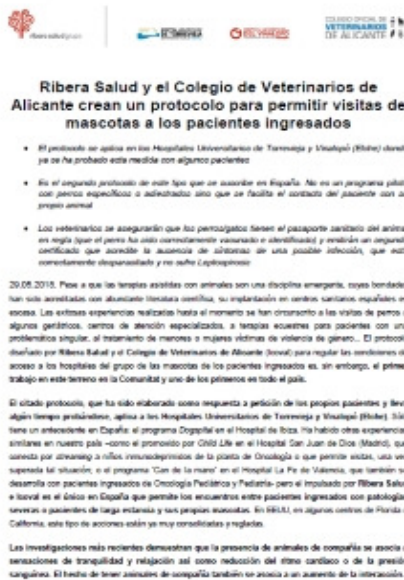 ribera salud grupo
COLEGIO OFICIAL DE
VETERINARIOS
DE ALICANTE
Ribera Salud y el Colegio de Veterinarios de
Alicante crean un protocolo para permitir visitas de
mascotas a los pacientes ingresados
El protocolo se aplica en los Hospitales Universitarios de Torrevieja y Vinalopó (Elche) donde
ya se ha probado esta medida con algunos pacientes
Es el segundo protocolo de este tipo que se suscribe en España. No es un programa piloto
con perros específicos o adiestrados sino que se facilita el contacto del paciente con su
propio animal
Los veterinarios se asegurarán que los perros/gatos tienen el pasaporte sanitario del animal
en regla (que el perro ha sido correctamente vacunado e identificado) y emitirán un segundo
certificado que acredite la ausencia de síntomas de una posible infección, que esté
correctamente desparasitado y no sufre Leptospirosis
29.08.2018. Pese a que las terapias asistidas con animales son una disciplina emergente, cuyas bondades
han sido acreditadas con abundante literatura científica, su implantación en centros sanitarios españoles es
escasa. Las exitosas experiencias realizadas hasta el momento se han circunscrito a las visitas de perros a
algunos geriátricos, centros de atención especializados, a terapias ecuestres para pacientes con una
problemática singular, al tratamiento de menores o mujeres víctimas de violencia de género... El protocolo
diseñado por Ribera Salud y el Colegio de Veterinarios de Alicante (Icoval) para regular las condiciones de
acceso a los hospitales del grupo de las mascotas de los pacientes ingresados es, sin embargo, el primer
trabajo en este terreno en la Comunitat y uno de los primeros en todo el país.
El citado protocolo, que ha sido elaborado como respuesta a petición de los propios pacientes y lleva
algún tiempo probándose, aplica a los Hospitales Universitarios de Torrevieja y Vinalopó (Elche). Sólo
tiene un antecedente en España: el programa Dogspital en el Hospital de Ibiza. Ha habido otras experiencias
similares en nuestro país –como el promovido por Child Life en el Hospital San Juan de Dios (Madrid), que
conecta por streaming a niños inmunodeprimidos de la planta de Oncología o que permite visitas, una vez
superada tal situación; o el programa "Can de la mano" en el Hospital La Fe de Valencia, que también se
desarrolla con pacientes ingresados de Oncología Pediátrica y Pediatría- pero el impulsado por Ribera Salud
e Icoval es el único en España que permite los encuentros entre pacientes ingresados con patologías
severas o pacientes de larga estancia y sus propias mascotas. En EEUU, en algunos centros de Florida o
California, este tipo de acciones están ya muy consolidadas y regladas.
Las investigaciones más recientes demuestran que la presencia de animales de compañía se asocia a
sensaciones de tranquilidad y relajación así como reducción del ritmo cardíaco o de la presión
sanguínea. El hecho de tener animales de compañía también se asocia a un aumento de la interacción,